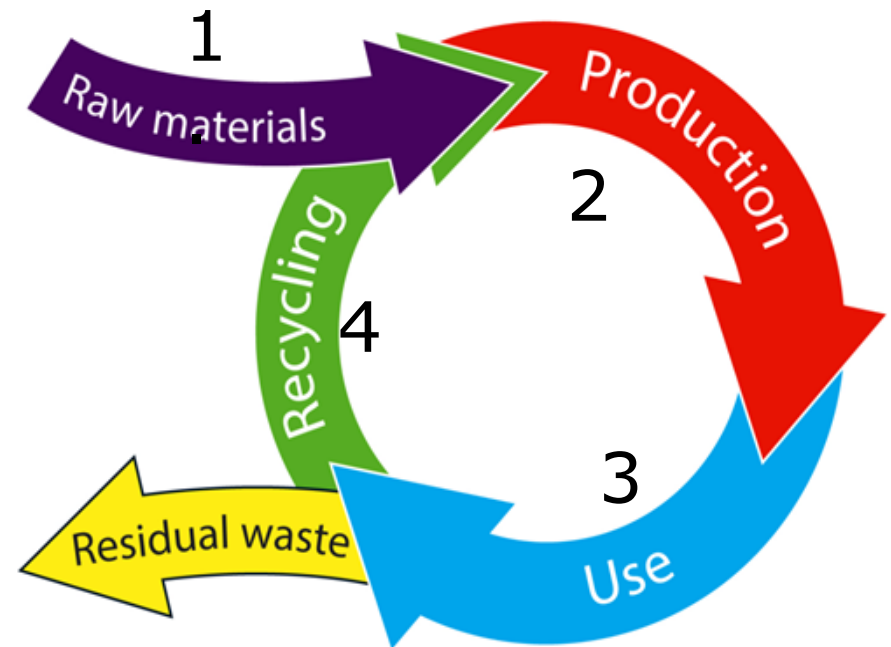 1
Raw materials
Production
2
Recycling
4
3
Residual waste
Use